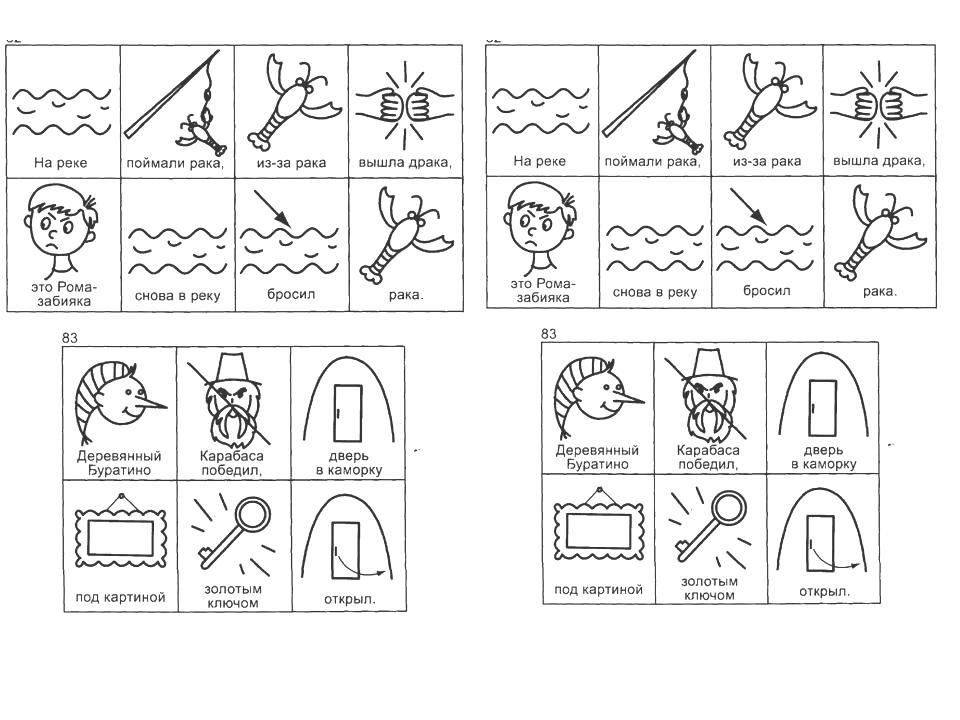 82
На реке
поймали рака,
из-за рака
вышла драка,
это Рома-
забияка
снова в реку
бросил
рака.
82
На реке
поймали рака,
из-за рака
вышла драка,
это Рома-
забияка
снова в реку
бросил
рака.
83
Деревянный
Буратино
Карабаса
победил,
дверь
в каморку
под картиной
золотым
ключом
открыл.
83
Деревянный
Буратино
Карабаса
победил,
дверь
в каморку
под картиной
золотым
ключом
открыл.